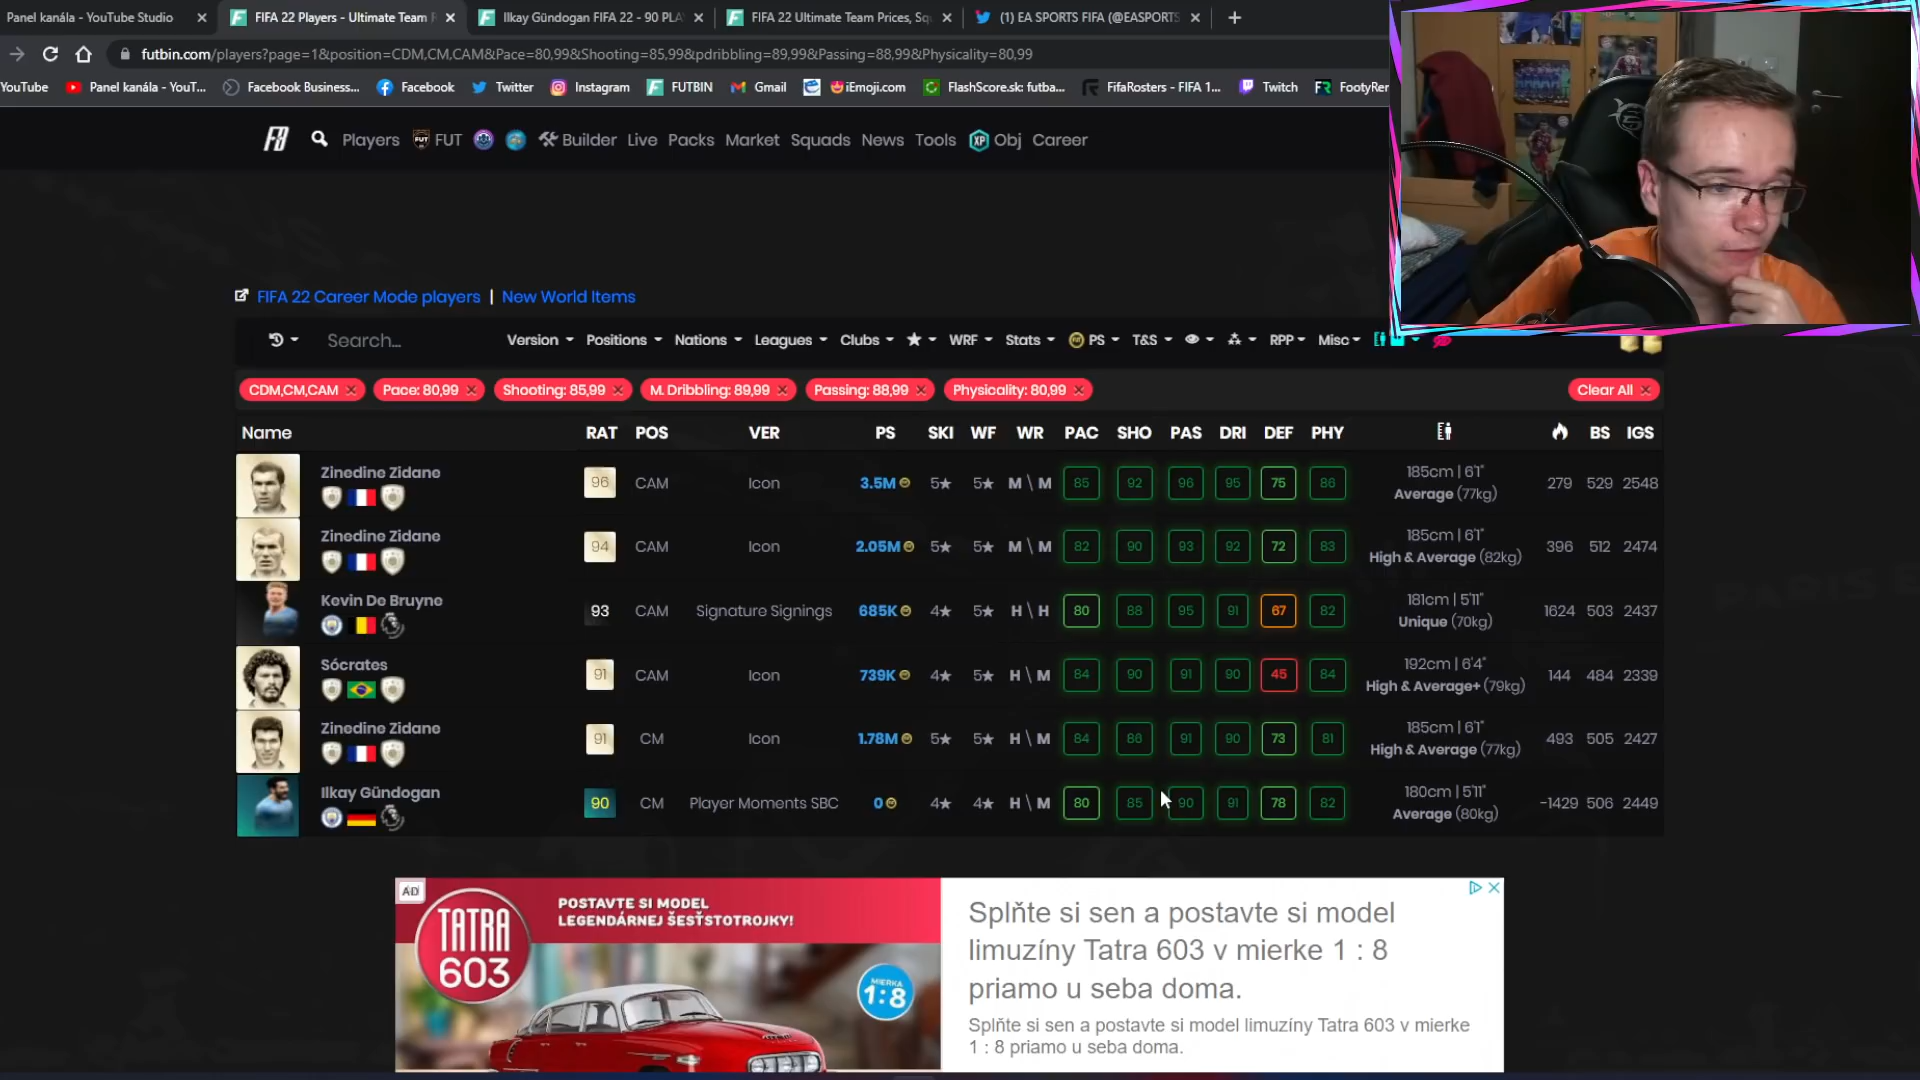 Panel kanála - YouTube Studio
FIFA 22 Players - Ultimate Team
Ilkay Gündogan FIFA 22 - 90 PLA
FIFA 22 Ultimate Team Prices, Squ
(1) EA SPORTS FIFA (@EASPORTS
futbin.com/players?page=1&position=CDM,CM,CAM&Pace=80,99&Shooting=85,99&pdribbling=89,99&Passing=88,99&Physicality=80,99
YouTube
Panel kanála - YouT...
Facebook Business...
Facebook
Twitter
Instagram
FUTBIN
Gmail
iEmoji.com
FlashScore.sk: futba...
FifaRosters - FIFA 1...
Twitch
FootyRen
Players FUT Builder Live Packs Market Squads News Tools XP Obj Career
FIFA 22 Career Mode players | New World Items
Search... Version Positions Nations Leagues Clubs WRF Stats PS T&S RPP Misc
CDM,CM,CAM Pace: 80,99 Shooting: 85,99 M. Dribbling: 89,99 Passing: 88,99 Physicality: 80,99 Clear All
Name RAT POS VER PS SKI WF WR PAC SHO PAS DRI DEF PHY BS IGS
Zinedine Zidane 96 CAM Icon 3.5M 5★ 5★ M \ M 85 92 96 95 75 86 185cm | 6'1" Average (77kg) 279 529 2548
Zinedine Zidane 94 CAM Icon 2.05M 5★ 5★ M \ M 82 90 93 92 72 83 185cm | 6'1" High & Average (82kg) 396 512 2474
Kevin De Bruyne 93 CAM Signature Signings 685K 4★ 5★ H \ H 80 88 95 91 67 82 181cm | 5'11" Unique (70kg) 1624 503 2437
Sócrates 91 CAM Icon 739K 4★ 5★ H \ M 84 90 91 90 45 84 192cm | 6'4" High & Average+ (79kg) 144 484 2339
Zinedine Zidane 91 CM Icon 1.78M 5★ 5★ H \ M 84 86 91 90 73 81 185cm | 6'1" High & Average (77kg) 493 505 2427
Ilkay Gündogan 90 CM Player Moments SBC 0 4★ 4★ H \ M 80 85 90 91 78 82 180cm | 5'11" Average (80kg) -1429 506 2449
AD
TATRA
603
POSTAVTE SI MODEL
LEGENDÁRNEJ ŠESŤSTOTROJKY!
MIERKA
1:8
Splňte si sen a postavte si model
limuzíny Tatra 603 v mierke 1 : 8
priamo u seba doma.
Splňte si sen a postavte si model limuzíny Tatra 603 v mierke
1 : 8 priamo u seba doma.